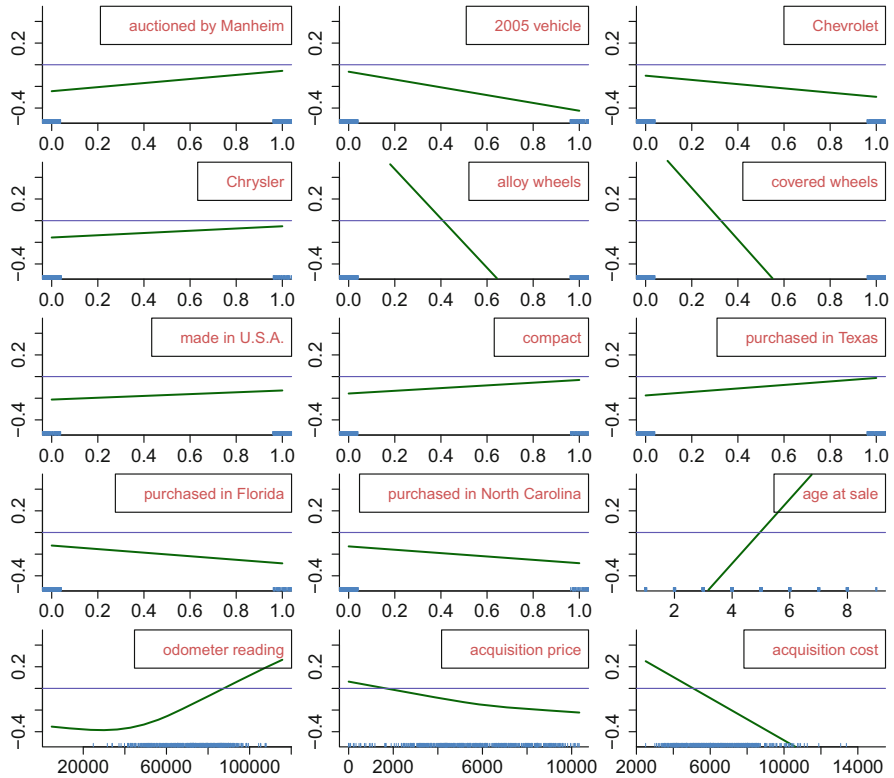 auctioned by Manheim
2005 vehicle
Chevrolet
0.2
−0.4
0.0 0.2 0.4 0.6 0.8 1.0
0.2
−0.4
0.0 0.2 0.4 0.6 0.8 1.0
0.2
−0.4
0.0 0.2 0.4 0.6 0.8 1.0
Chrysler
alloy wheels
covered wheels
0.2
−0.4
0.0 0.2 0.4 0.6 0.8 1.0
0.2
−0.4
0.0 0.2 0.4 0.6 0.8 1.0
0.2
−0.4
0.0 0.2 0.4 0.6 0.8 1.0
made in U.S.A.
compact
purchased in Texas
0.2
−0.4
0.0 0.2 0.4 0.6 0.8 1.0
0.2
−0.4
0.0 0.2 0.4 0.6 0.8 1.0
0.2
−0.4
0.0 0.2 0.4 0.6 0.8 1.0
purchased in Florida
purchased in North Carolina
age at sale
0.2
−0.4
0.0 0.2 0.4 0.6 0.8 1.0
0.2
−0.4
0.0 0.2 0.4 0.6 0.8 1.0
0.2
−0.4
2 4 6 8
odometer reading
acquisition price
acquisition cost
0.2
−0.4
20000 60000 100000
0.2
−0.4
0 2000 4000 6000 8000 10000
0.2
−0.4
2000 6000 10000 14000